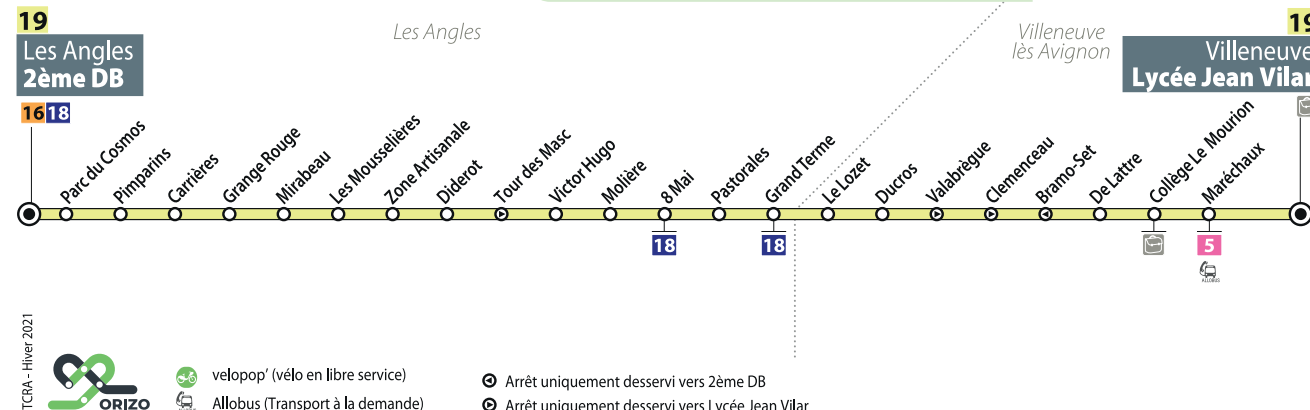 19
Les Angles
2ème DB
16 18
Les Angles
Villeneuve
lès Avignon
19
Villeneuve
Lycée Jean Vilar
Parc du Cosmos
Pimparins
Carrières
Grange Rouge
Mirabeau
Les Mousselières
Zone Artisanale
Diderot
Tour des Masc
Victor Hugo
Molière
8 Mai
Pastorales
Grand Terme
Le Lozet
Ducros
Valabrègue
Clemenceau
Bramo-Set
De Lattre
Collège Le Mourion
Maréchaux
18
18
5
ALLOBUS
TCRA - Hiver 2021
ORIZO
velopop' (vélo en libre service)
Allobus (Transport à la demande)
Arrêt uniquement desservi vers 2ème DB
Arrêt uniquement desservi vers Lycée Jean Vilar